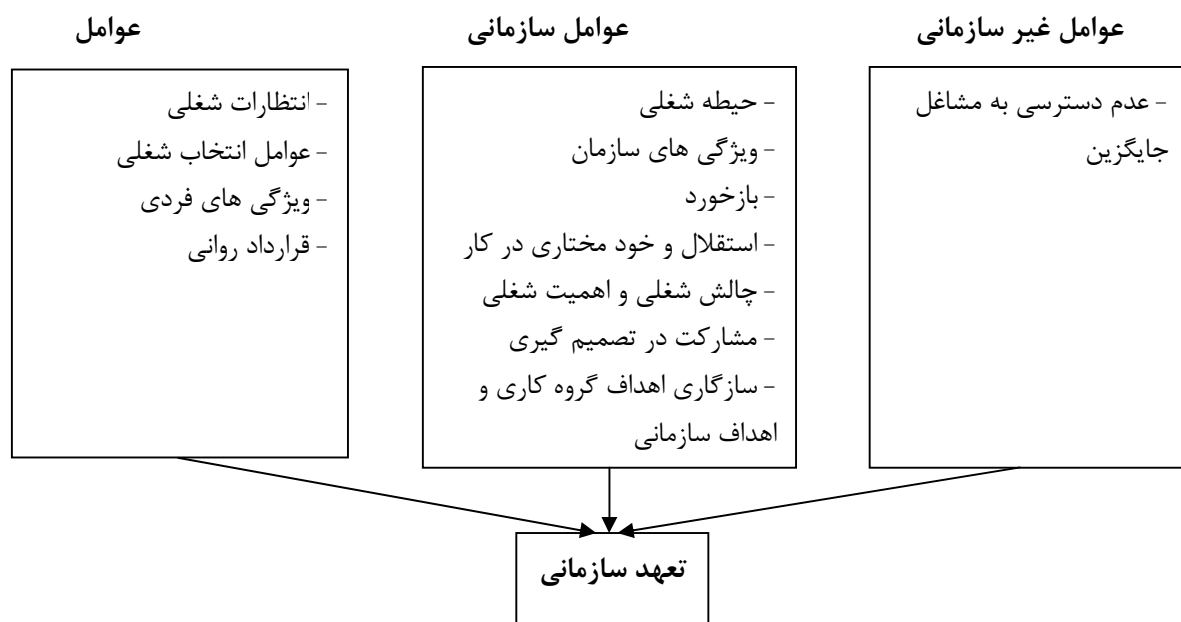 عوامل غیر سازمانی
- عدم دسترسی به مشاغل
جایگزین
عوامل سازمانی
- حیطه شغلی
- ویژگی های سازمان
- بازخورد
- استقلال و خود مختاری در کار
- چالش شغلی و اهمیت شغلی
- مشارکت در تصمیم گیری
- سازگاری اهداف گروه کاری و
اهداف سازمانی
عوامل
- انتظارات شغلی
- عوامل انتخاب شغلی
- ویژگی های فردی
- قرارداد روانی
تعهد سازمانی